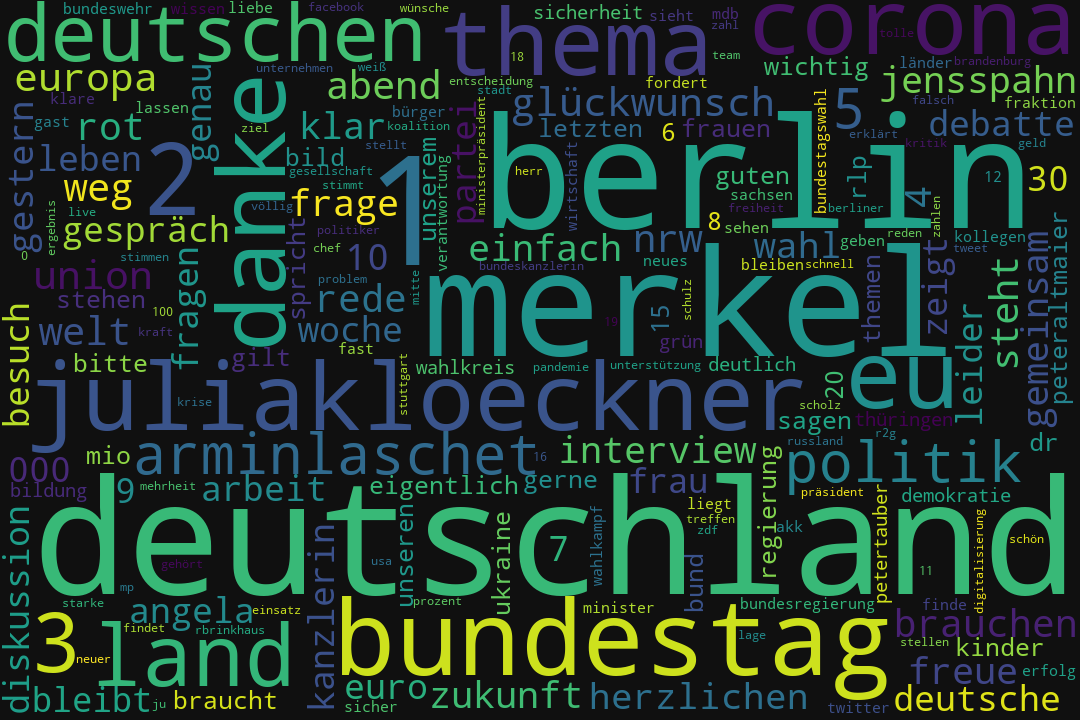 bundeswehr wissen liebe facebook wünsche
deutschen thema sicherheit sieht mdb zahl corona tolle
18 team
europa klare lassen unternehmen weiß abend entscheidung stadt fordert wichtig länder brandenburg jensspahn fraktion
genau danke ziel bürger koalition glückwunsch 5 falsch
gast rot klar stellt letzten 6 frauen bundestagswahl erklärt kritik geld debatte
gestern leben 2 bild gesellschaft stimmt 1 unserem partei ministerpräsident herr berlin wirtschaft guten sachsen rlp 4 12 30
weg live völlig frage verantwortung freiheit 8 sehen berliner reden zahlen
ergebnis gespräch spricht politiker chef 10 einfach nrw neues wahl geben kollegen tweet
0 stimmen union problem mitte bundeskanzlerin bleiben schnell themen zeigt steht gemeinsam peteraltmaier
stehen 100 fragen rede merkel 15 schulz 19
besuch welt kraft woche fast grün leider
bitte gilt stuttgart wahlkreis pandemie unterstützung deutlich eu
juliakloeckner krise 20 scholz sagen thüringen
000 mio arminlaschet 16 interview r2g russland politik dr
bildung 9 mehrheit arbeit eigentlich gerne frau regierung liegt treffen zdf akk präsident demokratie
diskussion deutschland gehört usa unseren ukraine 7 wahlkampf bund petertauber 11 digitalisierung schön
mp starke prozent
angela einsatz kanzlerin minister bundesregierung finde brauchen
3 land findet rbrinkhaus bundestag lage stellen kinder
neuer freue erfolg
bleibt ju braucht euro sicher zukunft herzlichen twitter deutsche